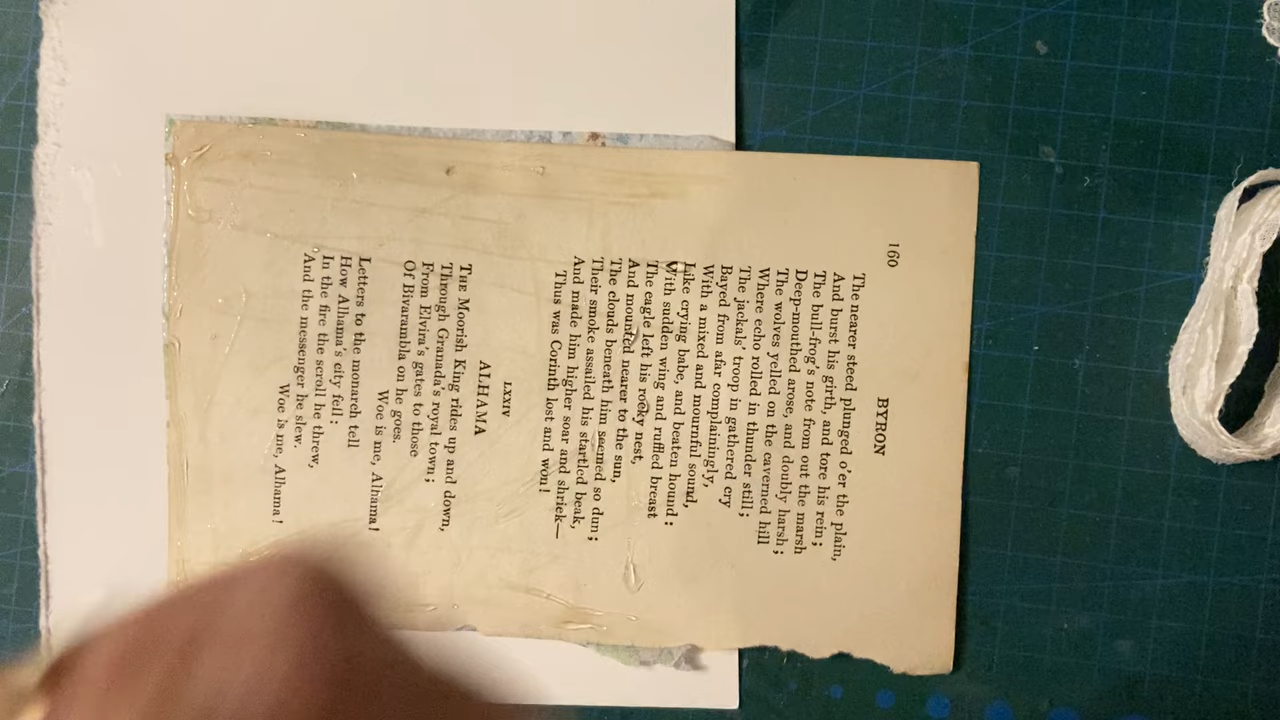 160
BYRON
The nearer steed plunged o'er the plain,
And burst his girth, and tore his rein;
The bull-frog's note from out the marsh
Deep-mouthed arose, and doubly harsh;
The wolves yelled on the caverned hill
Where echo rolled in thunder still;
The jackals' troop in gathered cry
Bayed from afar complainingly,
With a mixed and mournful sound,
Like crying babe, and beaten hound:
With sudden wing and ruffled breast
The eagle left his rocky nest,
And mounted nearer to the sun,
The clouds beneath him seemed so dun;
Their smoke assailed his startled beak,
And made him higher soar and shriek—
Thus was Corinth lost and won!
LXXIV
ALHAMA
THE Moorish King rides up and down,
Through Granada's royal town;
From Elvira's gates to those
Of Bivarambla on he goes.
Woe is me, Alhama!
Letters to the monarch tell
How Alhama's city fell:
In the fire the scroll he threw,
And the messenger he slew.
Woe is me, Alhama!